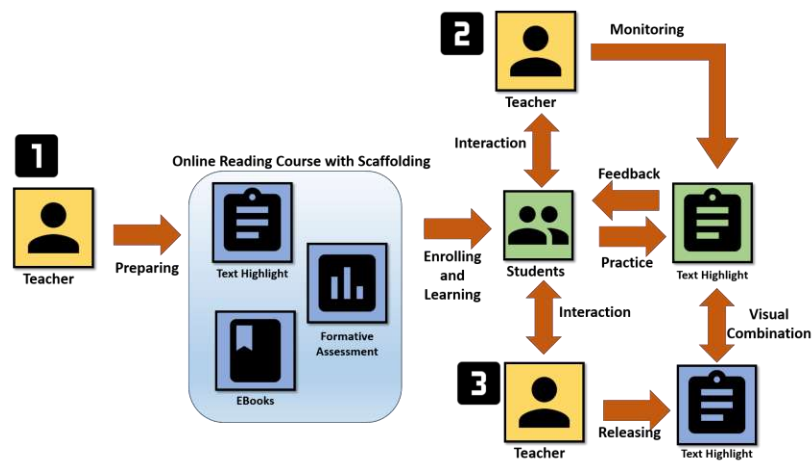 1
Teacher
Preparing
Online Reading Course with Scaffolding
Text Highlight
Formative
Assessment
EBooks
Enrolling
and
Learning
2
Teacher
Monitoring
Interaction
Students
Feedback
Practice
Text Highlight
Interaction
Visual
Combination
3
Teacher
Releasing
Text Highlight